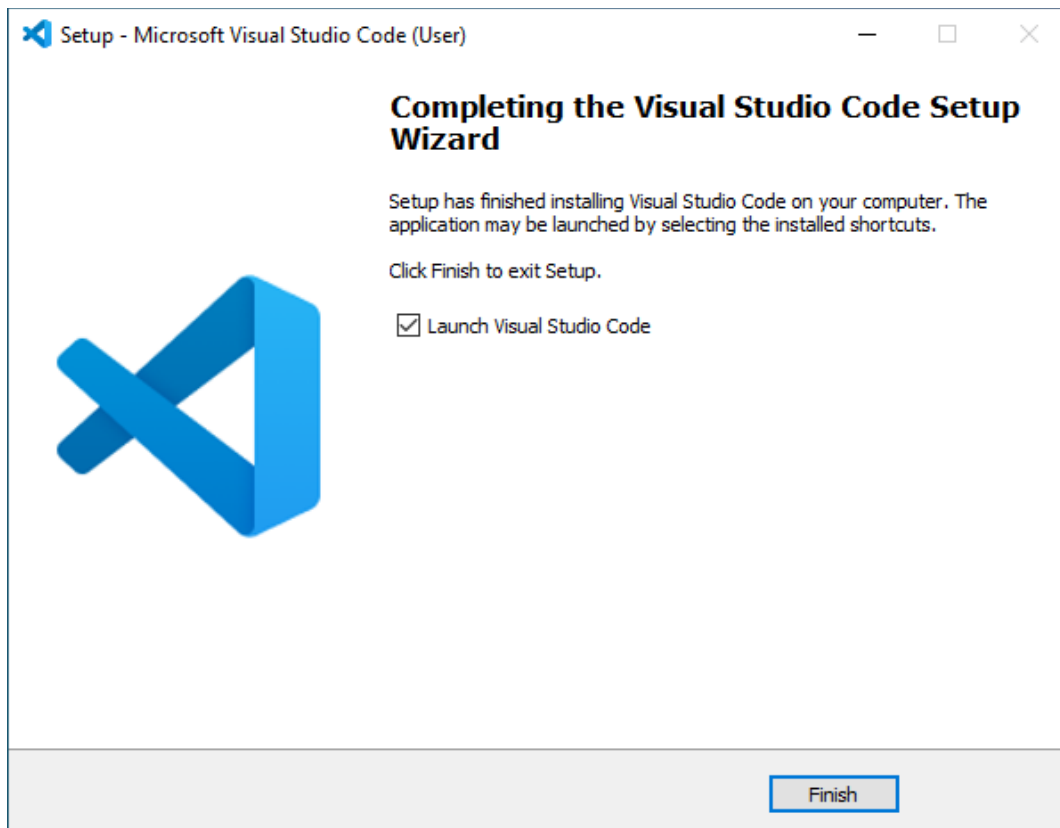 Setup - Microsoft Visual Studio Code (User)
Completing the Visual Studio Code Setup
Wizard
Setup has finished installing Visual Studio Code on your computer. The
application may be launched by selecting the installed shortcuts.
Click Finish to exit Setup.
Launch Visual Studio Code
Finish